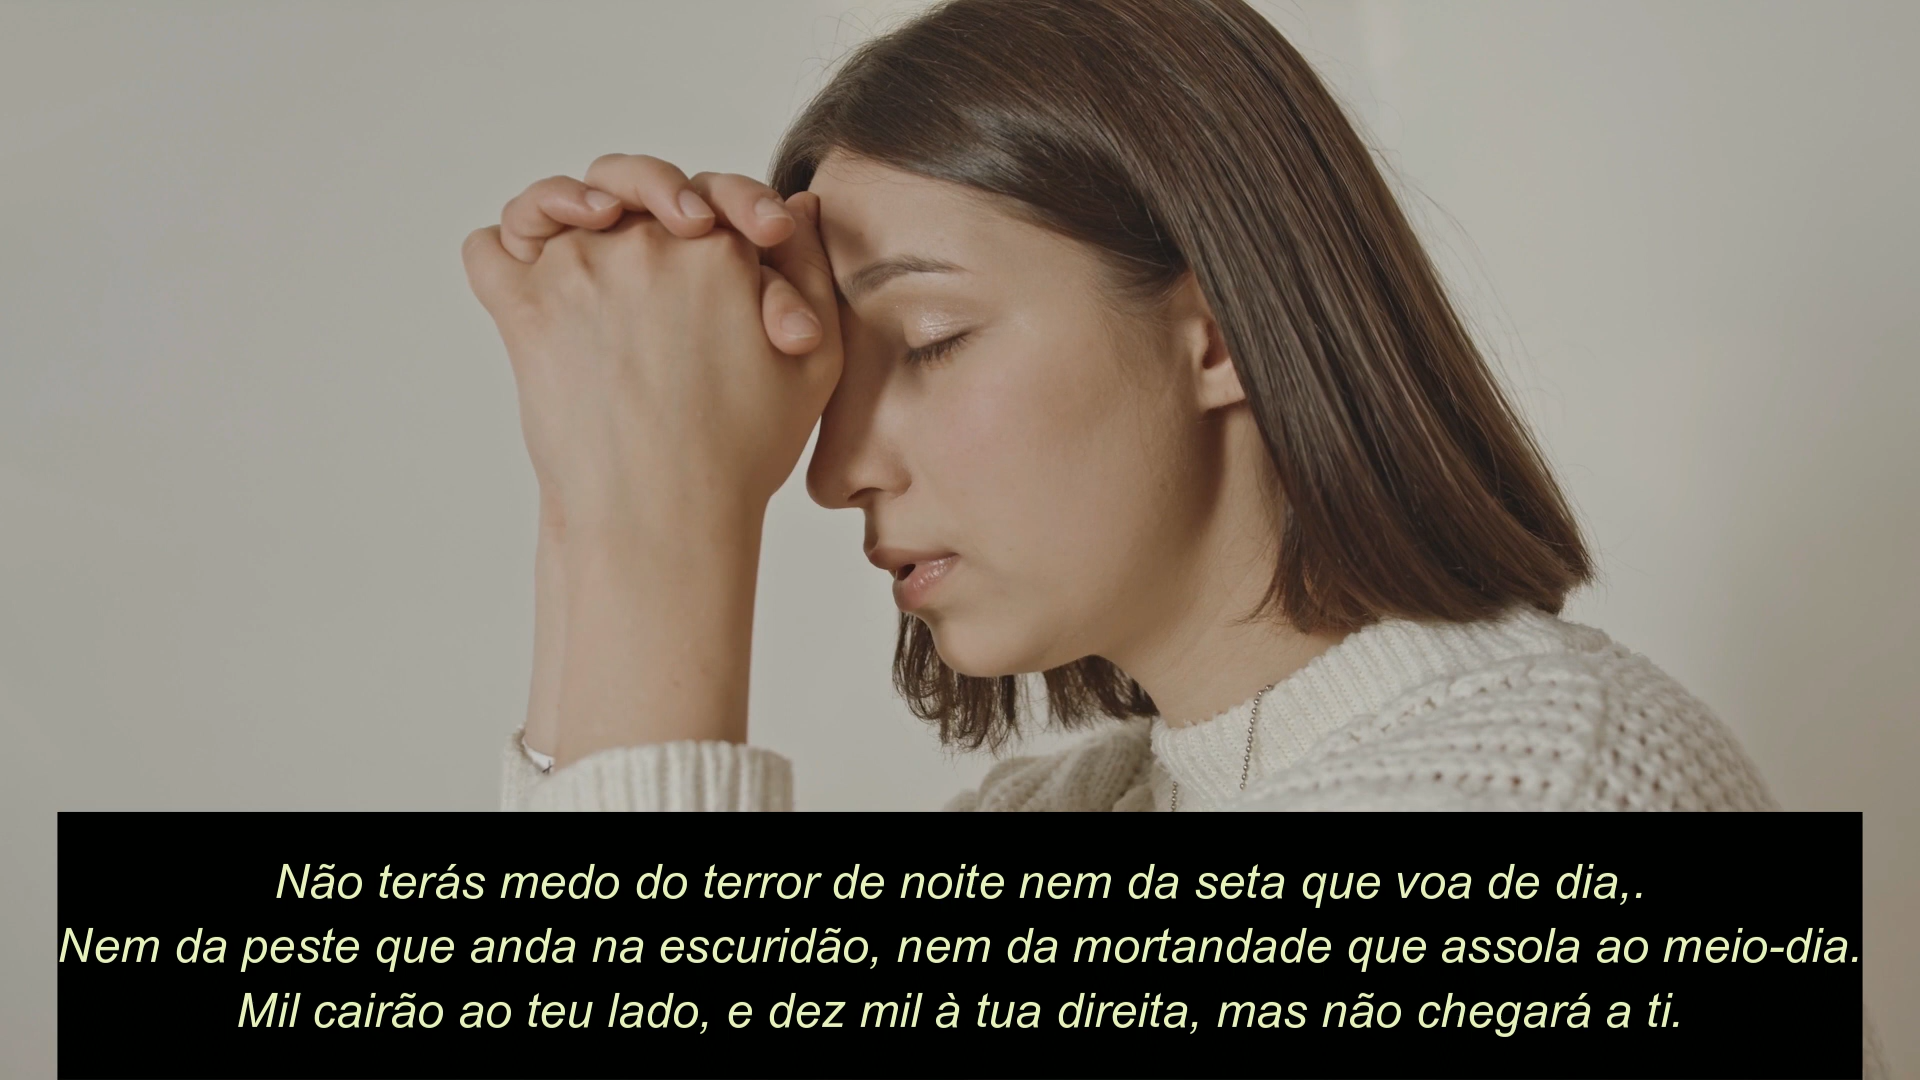 Não terás medo do terror de noite nem da seta que voa de dia,.
Nem da peste que anda na escuridão, nem da mortandade que assola ao meio-dia.
Mil cairão ao teu lado, e dez mil à tua direita, mas não chegará a ti.